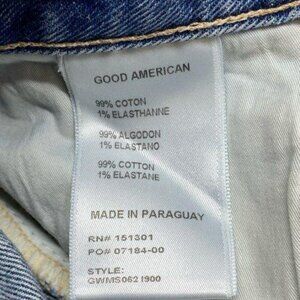 GOOD AMERICAN
99% COTON
1% ELASTHANNE
99% ALGODON
1% ELASTANO
99% COTTON
1% ELASTANE
MADE IN PARAGUAY
RN# 151301
PO# 07184-00
STYLE:
GWMS062 I900